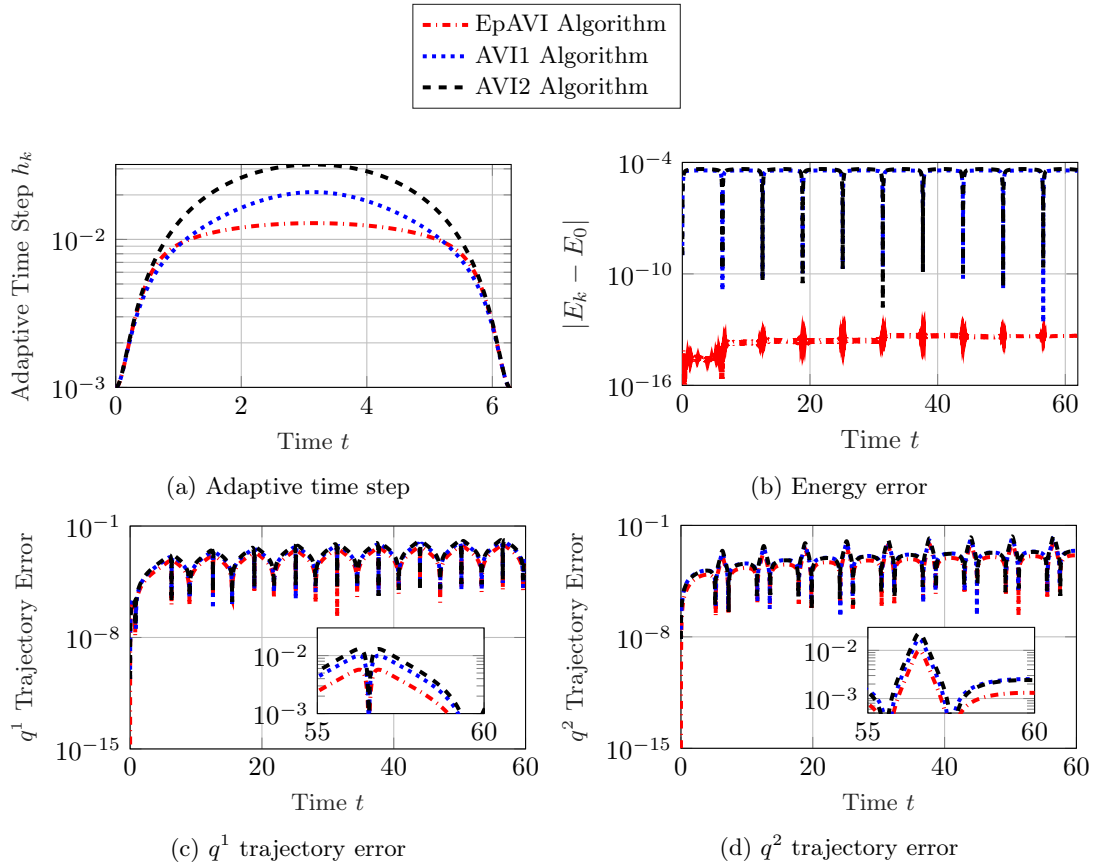 EpAVI Algorithm
AVI1 Algorithm
AVI2 Algorithm
Adaptive Time Step $h_k$
10^{-2}
10^{-3}
0 2 4 6
Time $t$
(a) Adaptive time step
$|E_k - E_0|$
10^{-4}
10^{-10}
10^{-16}
0 20 40 60
Time $t$
(b) Energy error
$q^1$ Trajectory Error
10^{-1}
10^{-8}
10^{-15}
0 20 40 60
10^{-2}
10^{-3}
55 60
Time $t$
(c) $q^1$ trajectory error
$q^2$ Trajectory Error
10^{-1}
10^{-8}
10^{-15}
0 20 40 60
10^{-2}
10^{-3}
55 60
Time $t$
(d) $q^2$ trajectory error